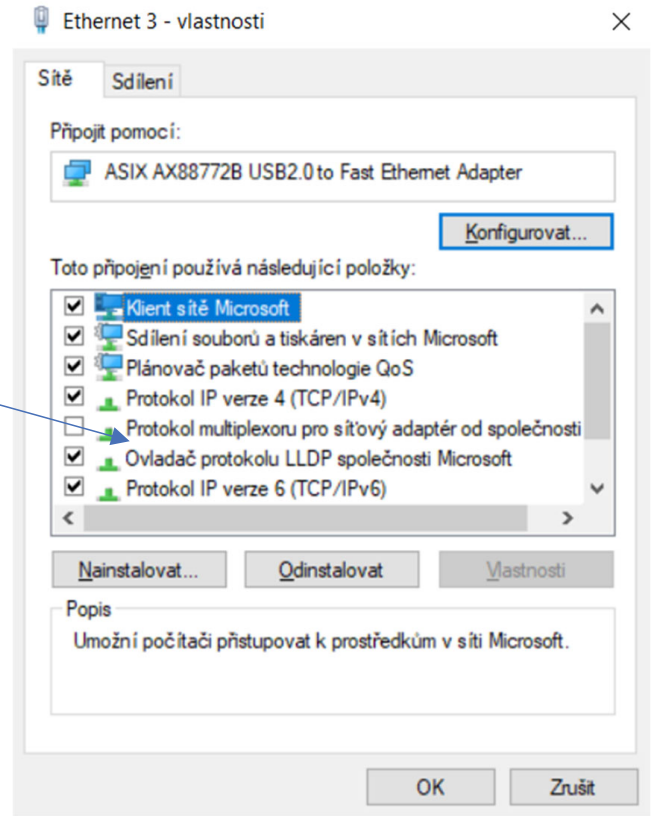 Ethernet 3 - vlastnosti
Sítě
Sdílení
Připojit pomocí:
ASIX AX88772B USB2.0 to Fast Ethernet Adapter
Konfigurovat...
Toto připojení používá následující položky:
Klient sítě Microsoft
Sdílení souborů a tiskáren v sítích Microsoft
Plánovač paketů technologie QoS
Protokol IP verze 4 (TCP/IPv4)
Protokol multiplexoru pro síťový adaptér od společnosti
Ovladač protokolu LLDP společnosti Microsoft
Protokol IP verze 6 (TCP/IPv6)
Nainstalovat...
Odinstalovat
Vlastnosti
Popis
Umožní počítači přistupovat k prostředkům v síti Microsoft.
OK
Zrušit